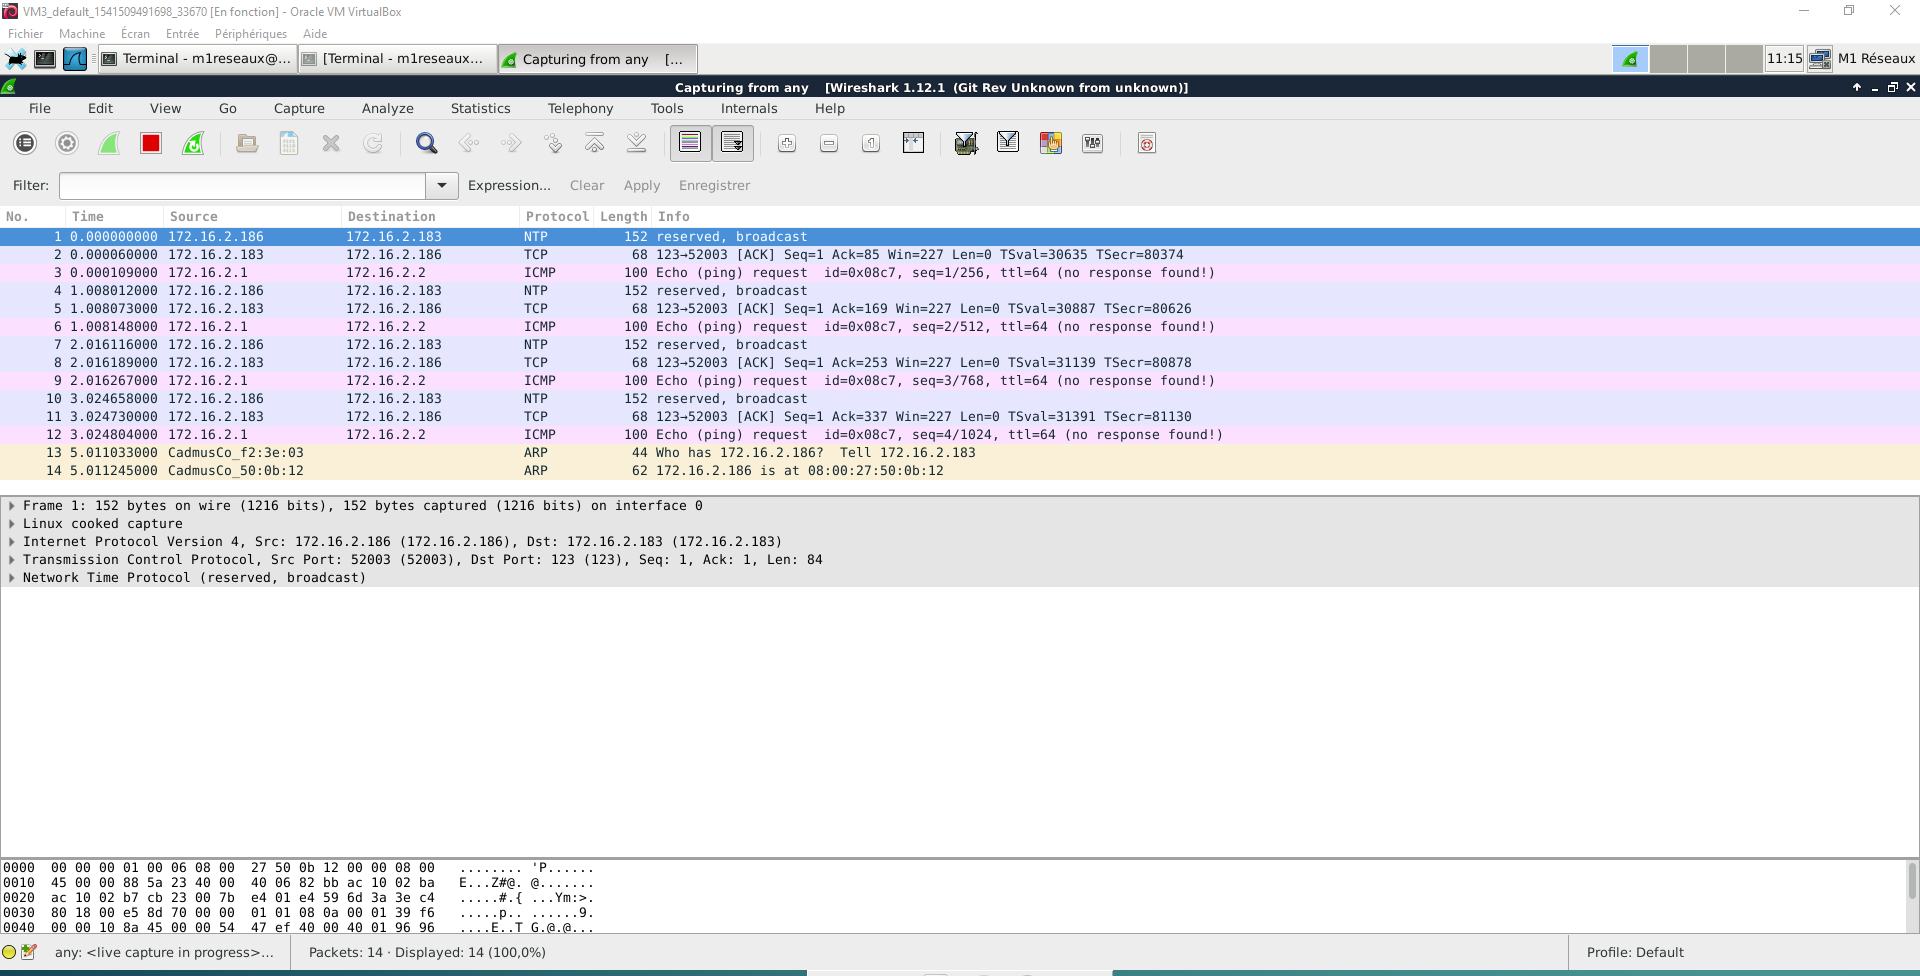 VM3_default_1541509491698_33670 [En fonction] - Oracle VM VirtualBox
Fichier Machine Écran Entrée Périphériques Aide
Terminal - m1reseaux@... [Terminal - m1reseaux... Capturing from any [... 11:15 M1 Réseaux
Capturing from any [Wireshark 1.12.1 (Git Rev Unknown from unknown)]
File Edit View Go Capture Analyze Statistics Telephony Tools Internals Help
Filter: Expression... Clear Apply Enregistrer
No. Time Source Destination Protocol Length Info
1 0.000000000 172.16.2.186 172.16.2.183 NTP 152 reserved, broadcast
2 0.000060000 172.16.2.183 172.16.2.186 TCP 68 123→52003 [ACK] Seq=1 Ack=85 Win=227 Len=0 TSval=30635 TSecr=80374
3 0.000109000 172.16.2.1 172.16.2.2 ICMP 100 Echo (ping) request id=0x08c7, seq=1/256, ttl=64 (no response found!)
4 1.008012000 172.16.2.186 172.16.2.183 NTP 152 reserved, broadcast
5 1.008073000 172.16.2.183 172.16.2.186 TCP 68 123→52003 [ACK] Seq=1 Ack=169 Win=227 Len=0 TSval=30887 TSecr=80626
6 1.008148000 172.16.2.1 172.16.2.2 ICMP 100 Echo (ping) request id=0x08c7, seq=2/512, ttl=64 (no response found!)
7 2.016116000 172.16.2.186 172.16.2.183 NTP 152 reserved, broadcast
8 2.016189000 172.16.2.183 172.16.2.186 TCP 68 123→52003 [ACK] Seq=1 Ack=253 Win=227 Len=0 TSval=31139 TSecr=80878
9 2.016267000 172.16.2.1 172.16.2.2 ICMP 100 Echo (ping) request id=0x08c7, seq=3/768, ttl=64 (no response found!)
10 3.024658000 172.16.2.186 172.16.2.183 NTP 152 reserved, broadcast
11 3.024730000 172.16.2.183 172.16.2.186 TCP 68 123→52003 [ACK] Seq=1 Ack=337 Win=227 Len=0 TSval=31391 TSecr=81130
12 3.024804000 172.16.2.1 172.16.2.2 ICMP 100 Echo (ping) request id=0x08c7, seq=4/1024, ttl=64 (no response found!)
13 5.011033000 CadmusCo_f2:3e:03 ARP 44 Who has 172.16.2.186? Tell 172.16.2.183
14 5.011245000 CadmusCo_50:0b:12 ARP 62 172.16.2.186 is at 08:00:27:50:0b:12
Frame 1: 152 bytes on wire (1216 bits), 152 bytes captured (1216 bits) on interface 0
Linux cooked capture
Internet Protocol Version 4, Src: 172.16.2.186 (172.16.2.186), Dst: 172.16.2.183 (172.16.2.183)
Transmission Control Protocol, Src Port: 52003 (52003), Dst Port: 123 (123), Seq: 1, Ack: 1, Len: 84
Network Time Protocol (reserved, broadcast)
0000 00 00 00 01 00 06 08 00 27 50 0b 12 00 00 08 00 ........ 'P......
0010 45 00 00 88 5a 23 40 00 40 06 82 bb ac 10 02 ba E...Z#@. @.......
0020 ac 10 02 b7 cb 23 00 7b e4 01 e4 59 6d 3a 3e c4 .....#.{ ...Ym:>.
0030 80 18 00 e5 8d 70 00 00 01 01 08 0a 00 01 39 f6 .....p.. ......9.
0040 00 00 10 8a 45 00 00 54 47 ef 40 00 40 01 96 96 ....E..T G.@.@...
any: <live capture in progress>... Packets: 14 · Displayed: 14 (100,0%) Profile: Default